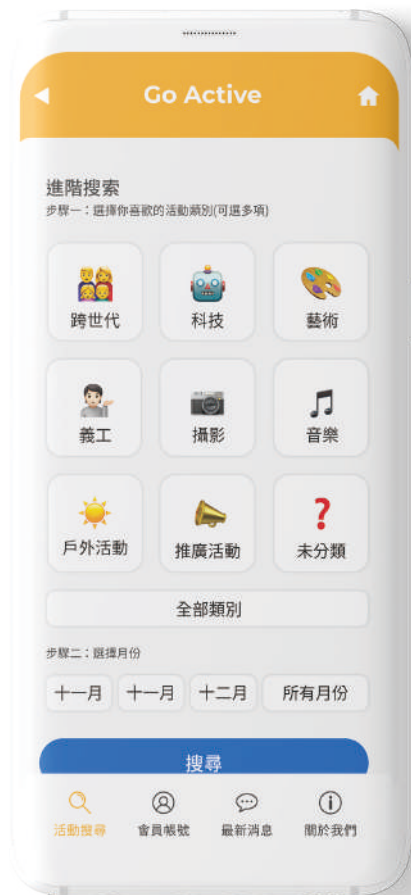 Go Active
進階搜索
步驟一：選擇你喜歡的活動類別(可選多項)
跨世代 科技 藝術
義工 攝影 音樂
戶外活動 推廣活動 未分類
全部類別
步驟二：選擇月份
十一月 十一月 十二月 所有月份
搜尋
活動搜尋 會員帳號 最新消息 關於我們